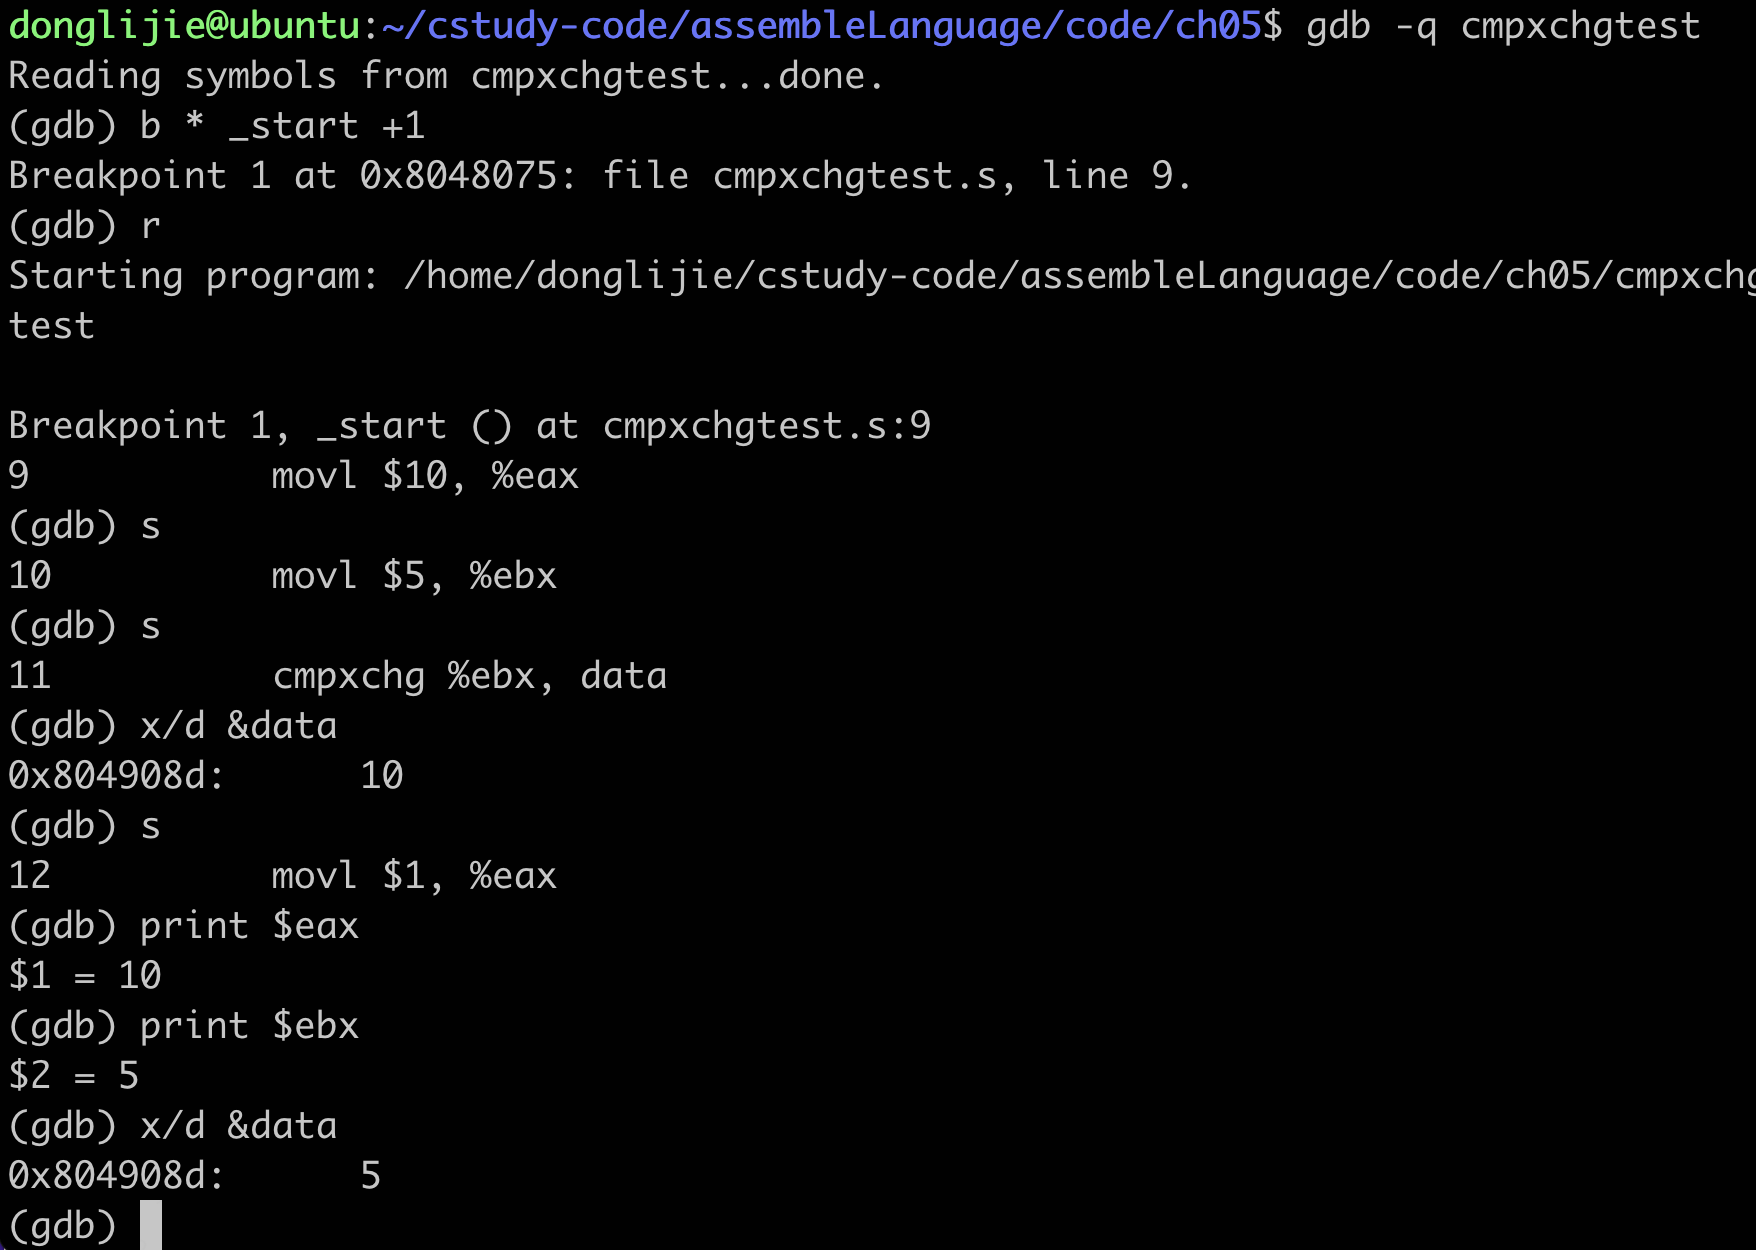 donglijie@ubuntu:~/cstudy-code/assembleLanguage/code/ch05$ gdb -q cmpxchgtest
Reading symbols from cmpxchgtest...done.
(gdb) b * _start +1
Breakpoint 1 at 0x8048075: file cmpxchgtest.s, line 9.
(gdb) r
Starting program: /home/donglijie/cstudy-code/assembleLanguage/code/ch05/cmpxchg
test
Breakpoint 1, _start () at cmpxchgtest.s:9
9           movl $10, %eax
(gdb) s
10          movl $5, %ebx
(gdb) s
11          cmpxchg %ebx, data
(gdb) x/d &data
0x804908d:      10
(gdb) s
12          movl $1, %eax
(gdb) print $eax
$1 = 10
(gdb) print $ebx
$2 = 5
(gdb) x/d &data
0x804908d:      5
(gdb)